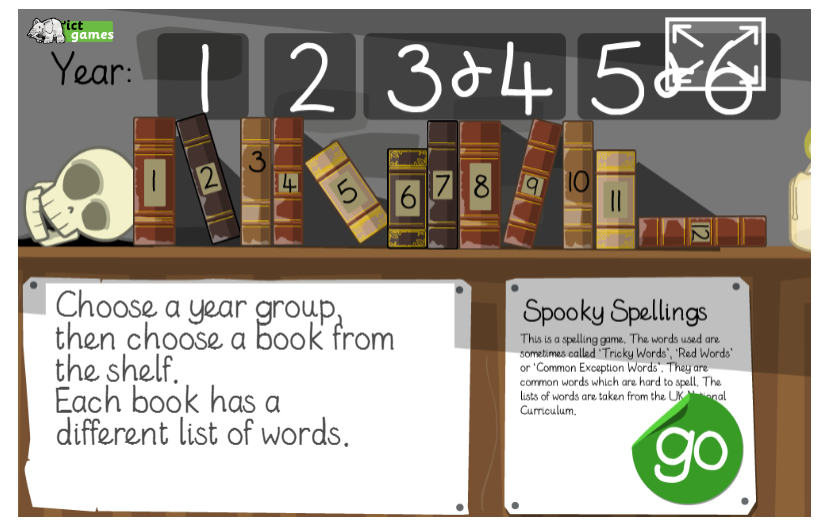 ict
games
Year: 1 2 3&4 5&6
1 2 3 4 5 6 7 8 9 10 11 12
Choose a year group,
then choose a book from
the shelf.
Each book has a
different list of words.
Spooky Spellings
This is a spelling game. The words used are
sometimes called 'Tricky Words', 'Red Words'
or 'Common Exception Words'. They are
common words which are hard to spell. The
lists of words are taken from the UK National
Curriculum.
go